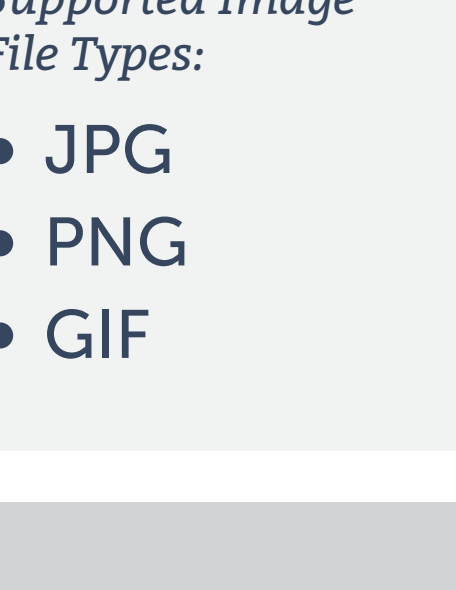 Supported Image
File Types:
• JPG
• PNG
• GIF